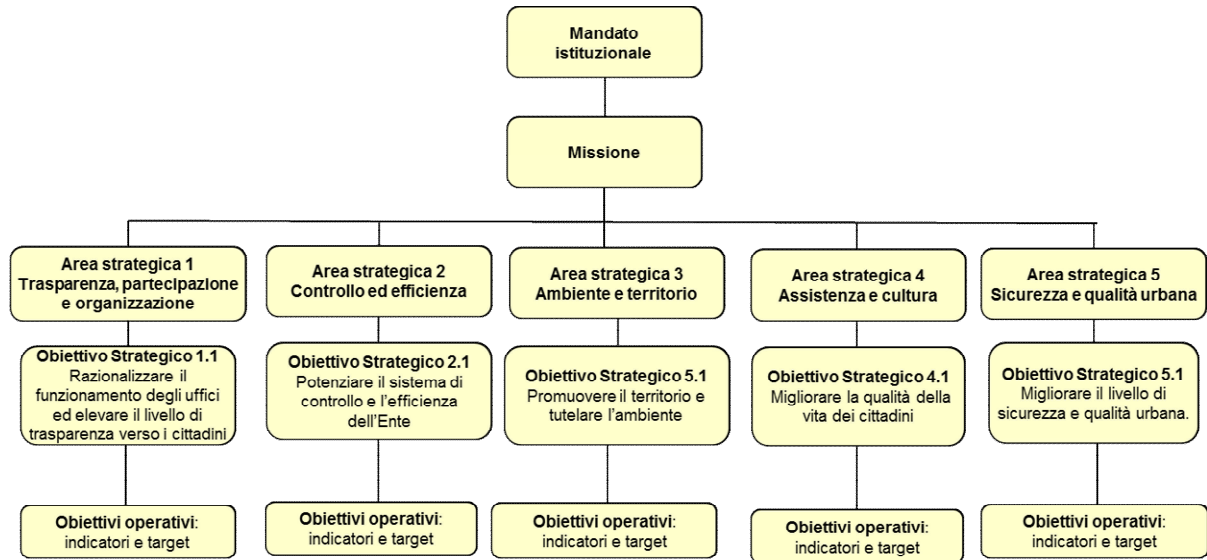 Mandato
istituzionale
Missione
Area strategica 1
Trasparenza, partecipazione
e organizzazione
Area strategica 2
Controllo ed efficienza
Area strategica 3
Ambiente e territorio
Area strategica 4
Assistenza e cultura
Area strategica 5
Sicurezza e qualità urbana
Obiettivo Strategico 1.1
Razionalizzare il
funzionamento degli uffici
ed elevare il livello di
trasparenza verso i cittadini
Obiettivo Strategico 2.1
Potenziare il sistema di
controllo e l'efficienza
dell'Ente
Obiettivo Strategico 5.1
Promuovere il territorio e
tutelare l'ambiente
Obiettivo Strategico 4.1
Migliorare la qualità della
vita dei cittadini
Obiettivo Strategico 5.1
Migliorare il livello di
sicurezza e qualità urbana.
Obiettivi operativi:
indicatori e target
Obiettivi operativi:
indicatori e target
Obiettivi operativi:
indicatori e target
Obiettivi operativi:
indicatori e target
Obiettivi operativi:
indicatori e target